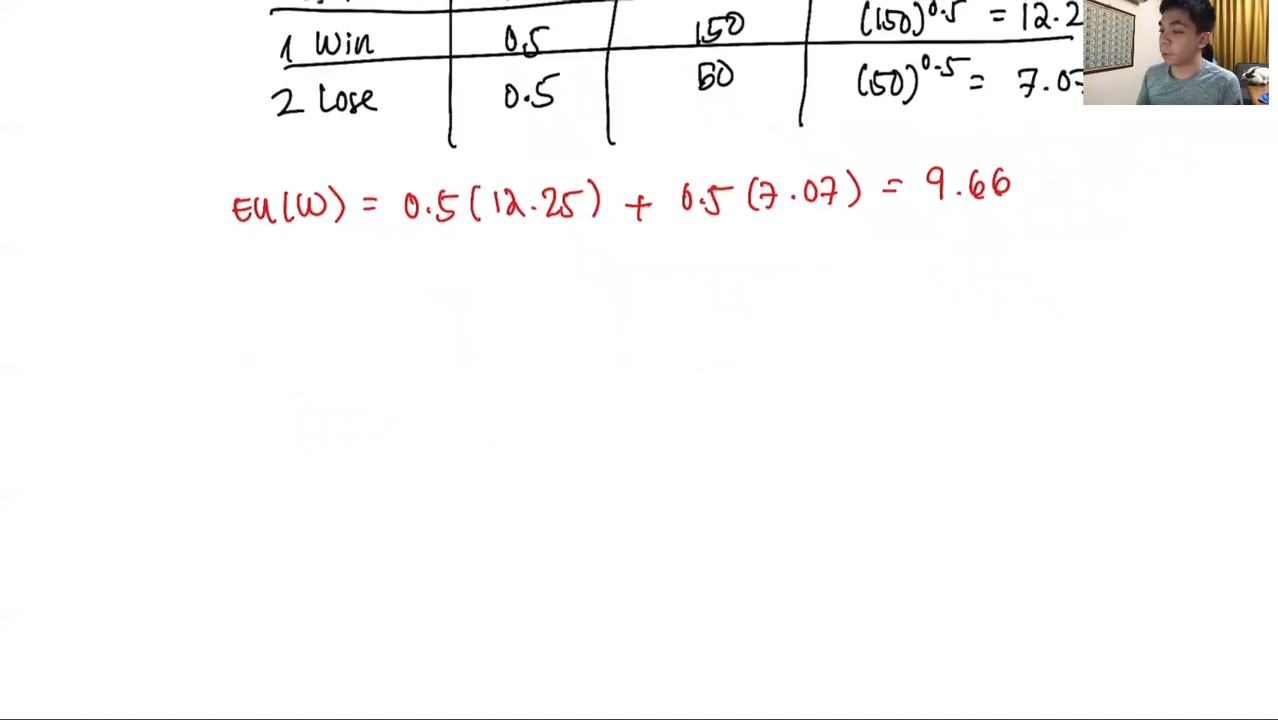 1 Win 0.5 150 (150)^0.5 = 12.2
2 Lose 0.5 50 (50)^0.5 = 7.07
EU(W) = 0.5(12.25) + 0.5(7.07) = 9.66